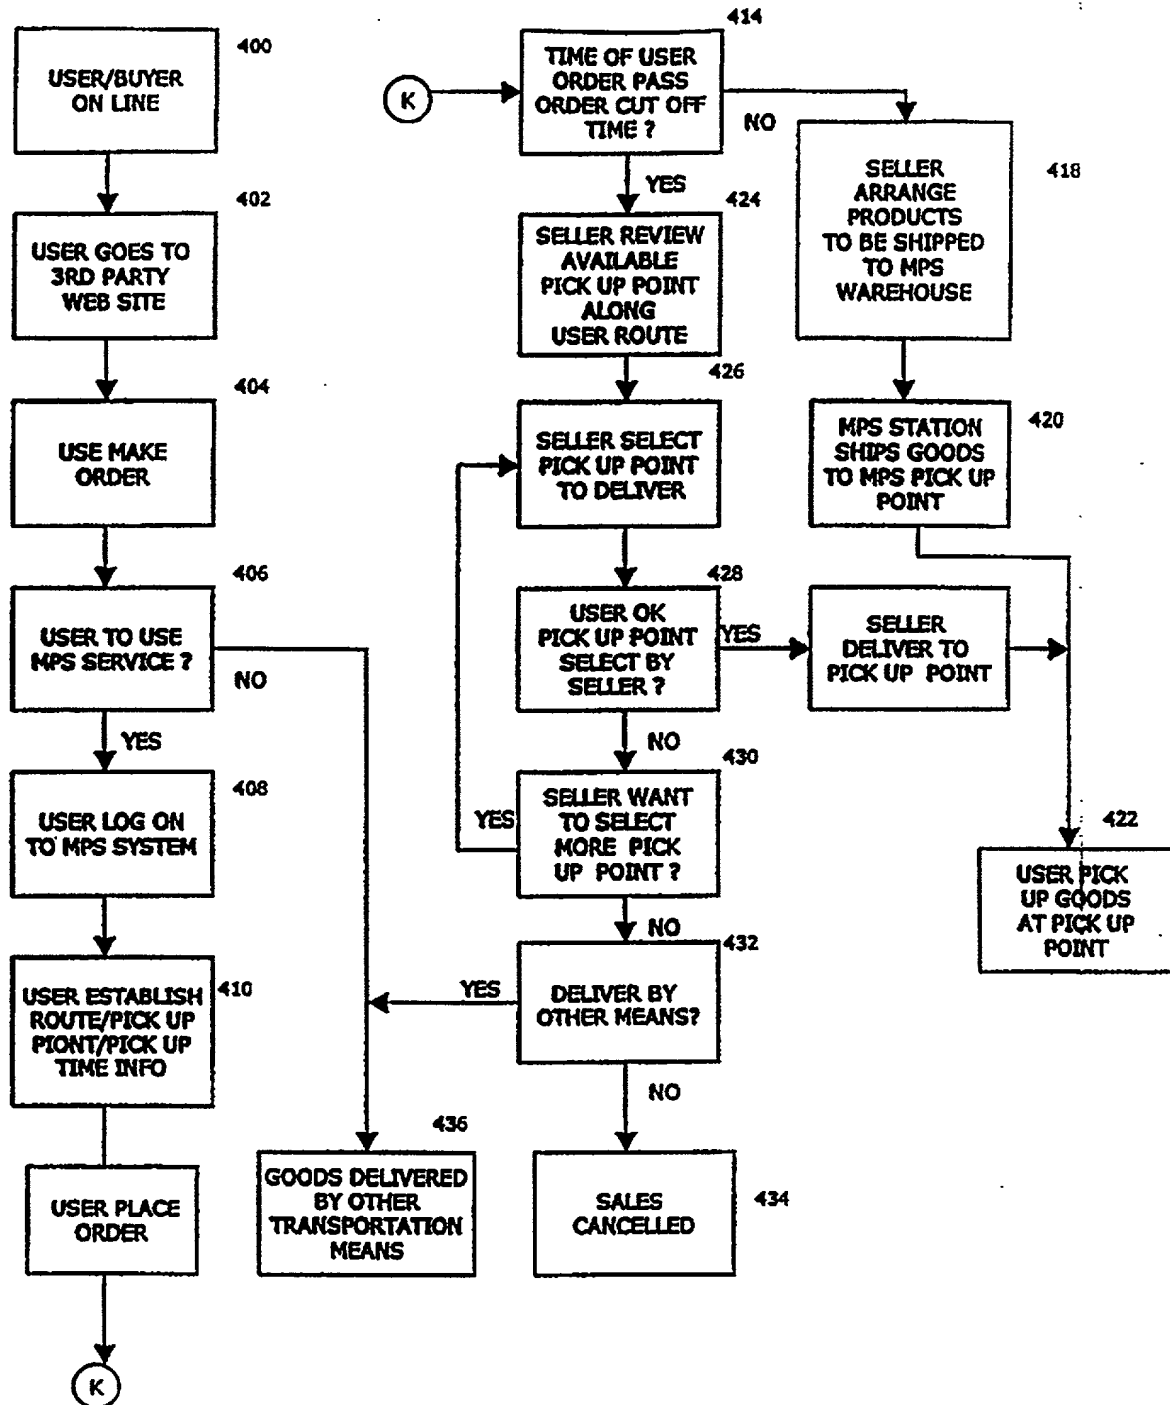 400
USER/BUYER
ON LINE
402
USER GOES TO
3RD PARTY
WEB SITE
404
USE MAKE
ORDER
406
USER TO USE
MPS SERVICE ?
NO
YES
408
USER LOG ON
TO MPS SYSTEM
410
USER ESTABLISH
ROUTE/PICK UP
PIONT/PICK UP
TIME INFO
USER PLACE
ORDER
K
K
414
TIME OF USER
ORDER PASS
ORDER CUT OFF
TIME ?
NO
YES
424
SELLER REVIEW
AVAILABLE
PICK UP POINT
ALONG
USER ROUTE
426
SELLER SELECT
PICK UP POINT
TO DELIVER
428
USER OK
PICK UP POINT
SELECT BY
SELLER ?
YES
NO
430
SELLER WANT
TO SELECT
MORE PICK
UP POINT ?
YES
NO
432
DELIVER BY
OTHER MEANS?
YES
NO
436
GOODS DELIVERED
BY OTHER
TRANSPORTATION
MEANS
434
SALES
CANCELLED
418
SELLER
ARRANGE
PRODUCTS
TO BE SHIPPED
TO MPS
WAREHOUSE
420
MPS STATION
SHIPS GOODS
TO MPS PICK UP
POINT
SELLER
DELIVER TO
PICK UP POINT
422
USER PICK
UP GOODS
AT PICK UP
POINT